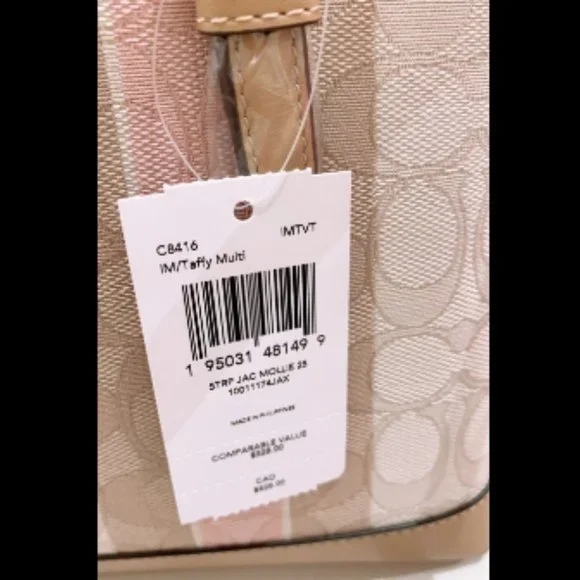 C8416 IMTVT
IM/Taffy Multi
1 95031 48149 9
STRP JAC MOLLIE 25
10011174JAX
MADE IN PHILIPPINES
COMPARABLE VALUE
CAD